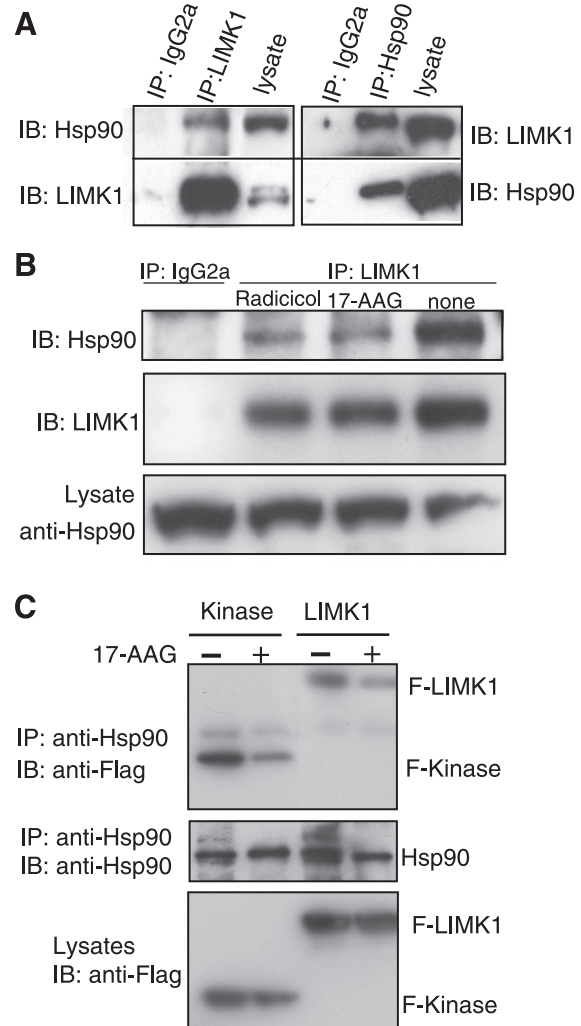 A
IP: IgG2a
IP:LIMK1
lysate
IP: IgG2a
IP:Hsp90
lysate
IB: Hsp90
IB: LIMK1
IB: LIMK1
IB: Hsp90
B
IP: IgG2a IP: LIMK1
Radicicol 17-AAG none
IB: Hsp90
IB: LIMK1
Lysate
anti-Hsp90
C
Kinase LIMK1
17-AAG − + − +
F-LIMK1
IP: anti-Hsp90
IB: anti-Flag
F-Kinase
IP: anti-Hsp90
IB: anti-Hsp90
Hsp90
F-LIMK1
Lysates
IB: anti-Flag
F-Kinase